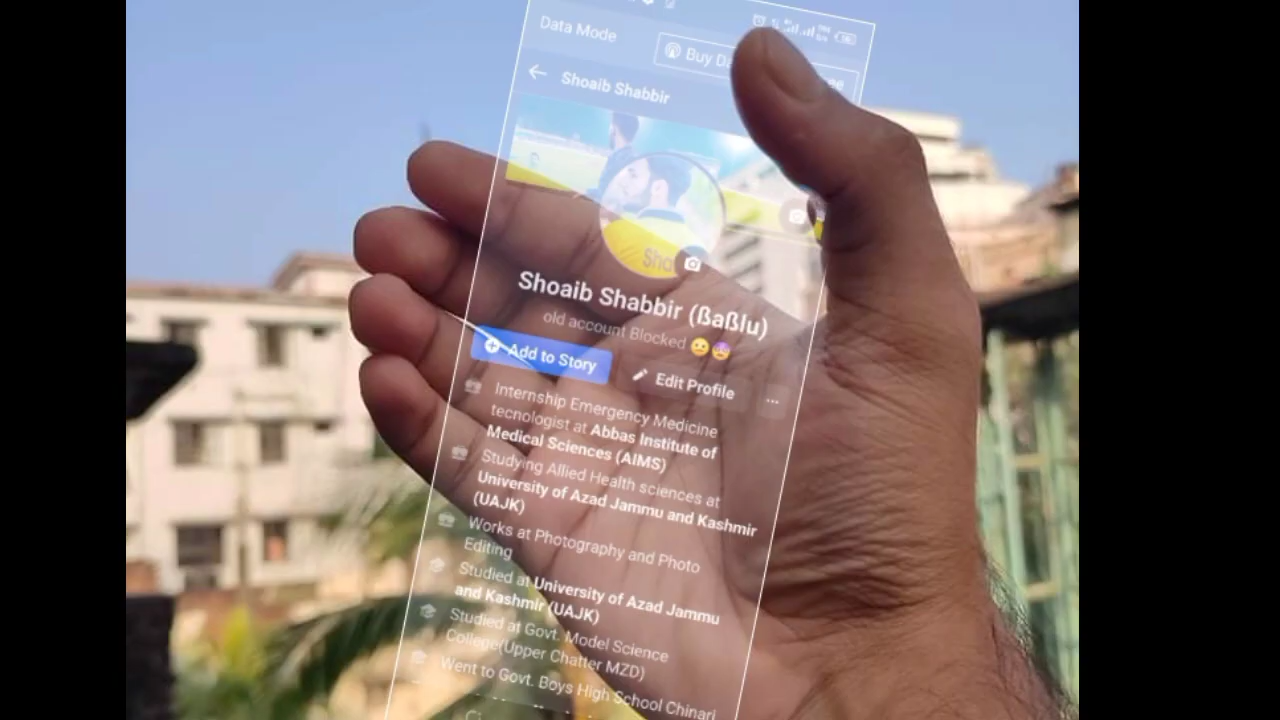 Data Mode
Buy Da
ee
Shoaib Shabbir
Sha
Shoaib Shabbir (ßaßlu)
old account Blocked 😐😨
Add to Story
Edit Profile
...
Internship Emergency Medicine
tecnologist at Abbas Institute of
Medical Sciences (AIMS)
Studying Allied Health sciences at
University of Azad Jammu and Kashmir
(UAJK)
Works at Photography and Photo
Editing
Studied at University of Azad Jammu
and Kashmir (UAJK)
Studied at Govt. Model Science
College(Upper Chatter MZD)
Went to Govt. Boys High School Chinari